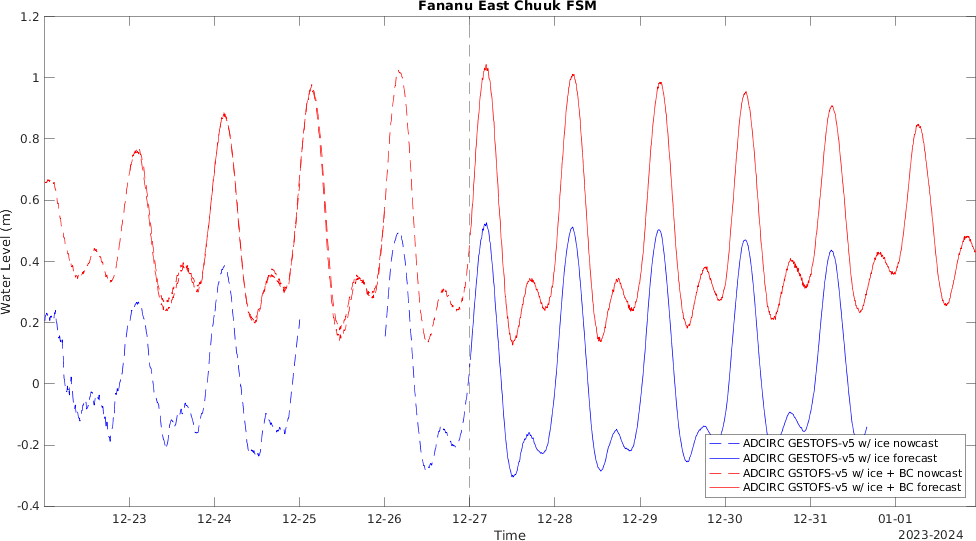 Fananu East Chuuk FSM
1.2
1
0.8
0.6
0.4
0.2
0
-0.2
-0.4
Water Level (m)
ADCIRC GESTOFS-v5 w/ ice nowcast
ADCIRC GESTOFS-v5 w/ ice forecast
ADCIRC GSTOFS-v5 w/ ice + BC nowcast
ADCIRC GSTOFS-v5 w/ ice + BC forecast
12-23 12-24 12-25 12-26 12-27 12-28 12-29 12-30 12-31 01-01
Time
2023-2024